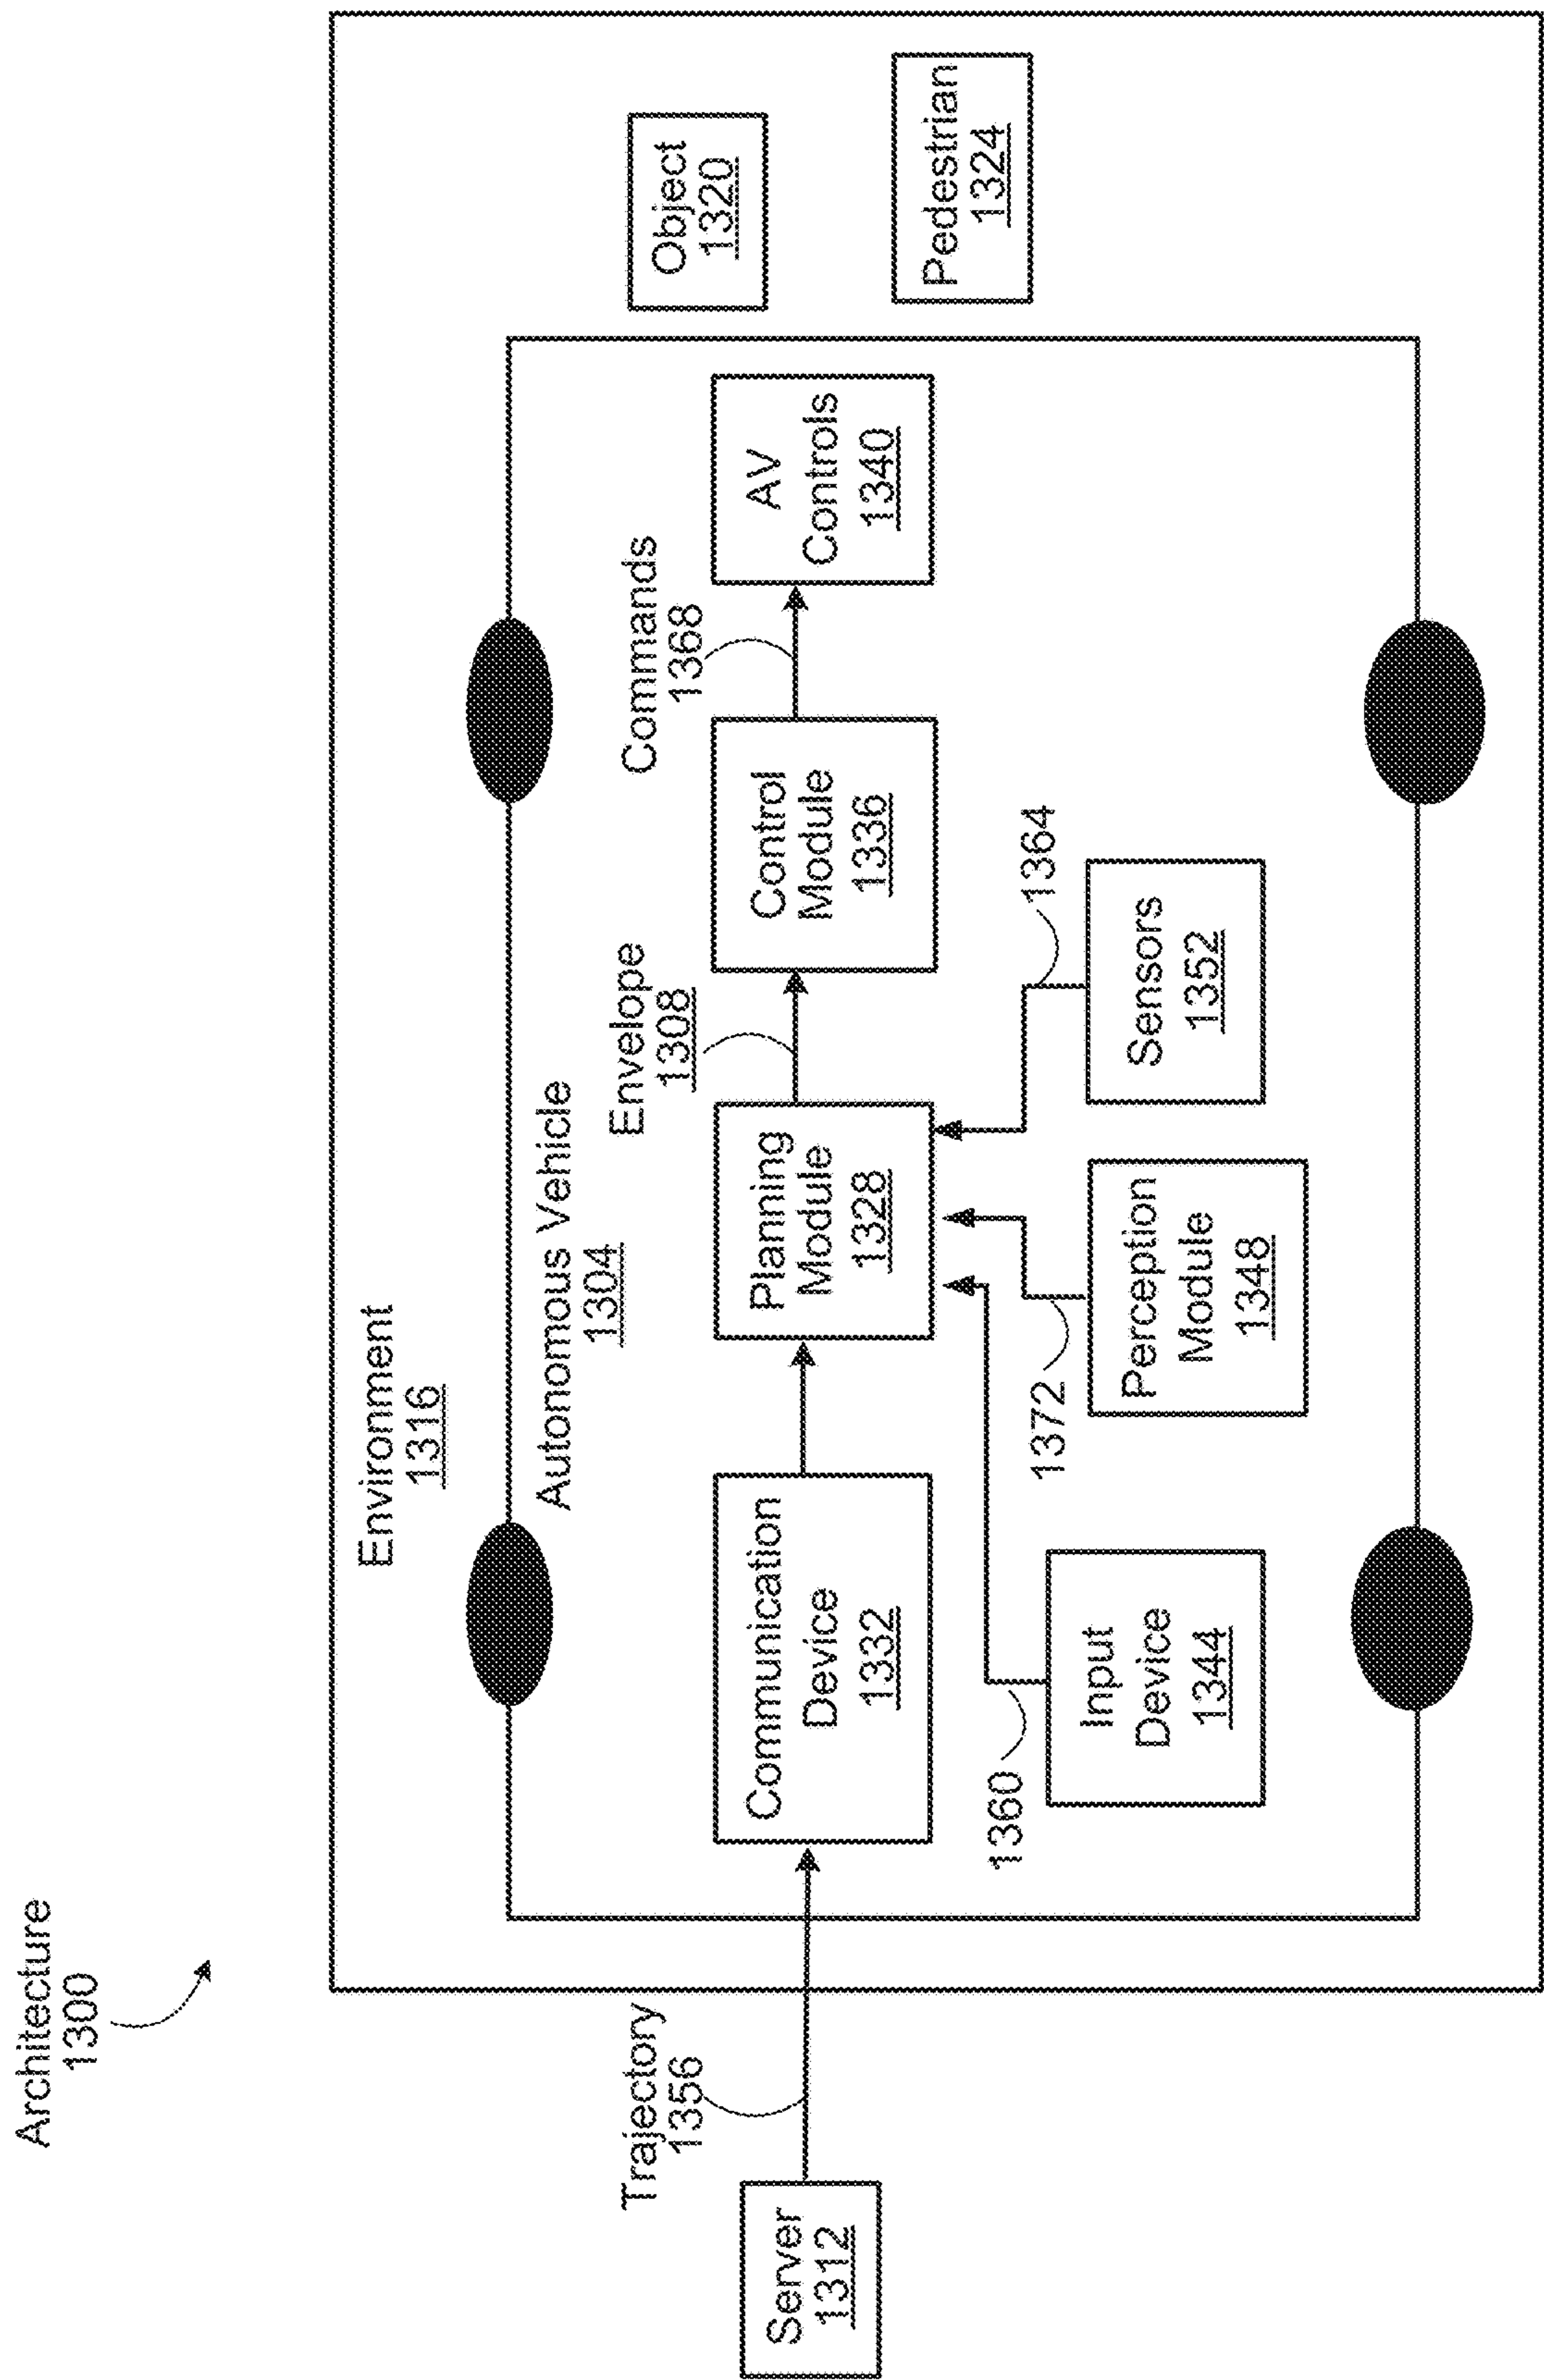 Architecture
1300
Environment
1316
Autonomous Vehicle
1304
Trajectory
1356
Server
1312
Communication
Device
1332
Planning
Module
1328
Envelope
1308
Control
Module
1336
Commands
1368
AV
Controls
1340
Object
1320
Pedestrian
1324
1360
Input
Device
1344
1372
Perception
Module
1348
1364
Sensors
1352